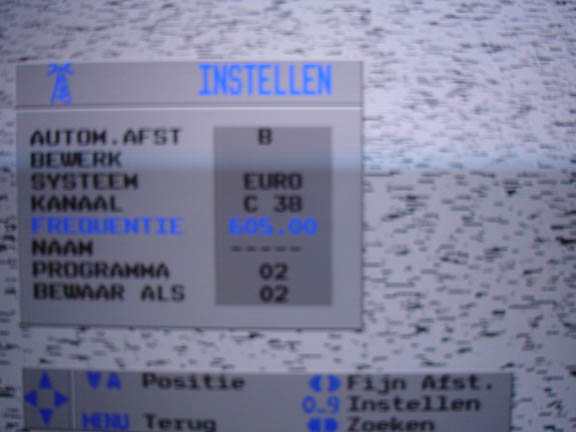 INSTELLEN
AUTOM.AFST B
BEWERK
SYSTEEM EURO
KANAAL C 38
FREQUENTIE 605.00
NAAM -----
PROGRAMMA 02
BEWAAR ALS 02
Positie Fijn Afst.
0..9 Instellen
MENU Terug Zoeken